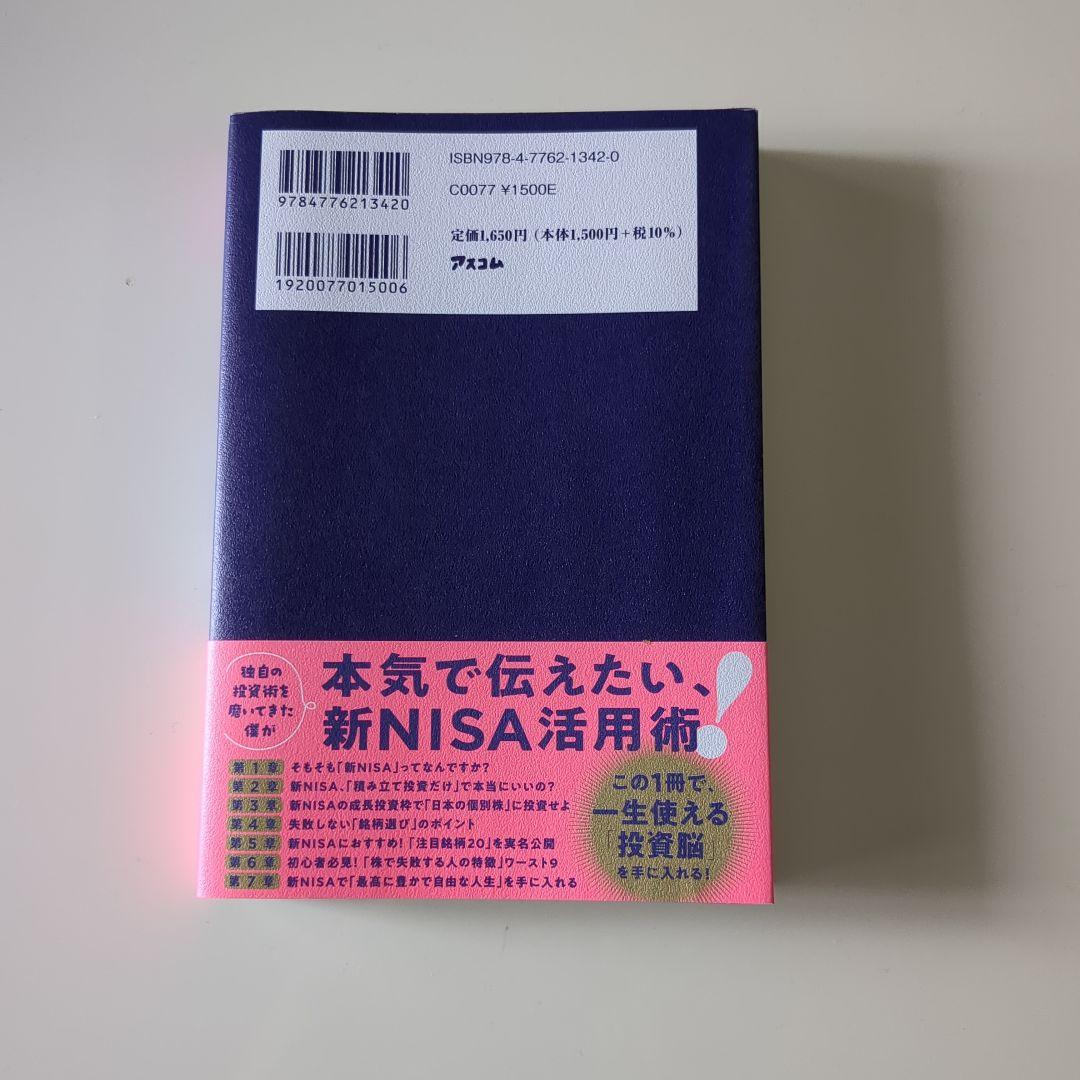 ISBN978-4-7762-1342-0
C0077 ¥1500E
定価1,650円（本体1,500円＋税10％）
アスコム
9784776213420
1920077015006
独自の
投資術を
磨いてきた
僕が
本気で伝えたい、
新NISA活用術!
第1章 そもそも「新NISA」ってなんですか?
第2章 新NISA、「積み立て投資だけ」で本当にいいの?
第3章 新NISAの成長投資枠で「日本の個別株」に投資せよ
第4章 失敗しない「銘柄選び」のポイント
第5章 新NISAにおすすめ!「注目銘柄20」を実名公開
第6章 初心者必見!「株で失敗する人の特徴」ワースト9
第7章 新NISAで「最高に豊かで自由な人生」を手に入れる
この1冊で、
一生使える
「投資脳」
を手に入れる!